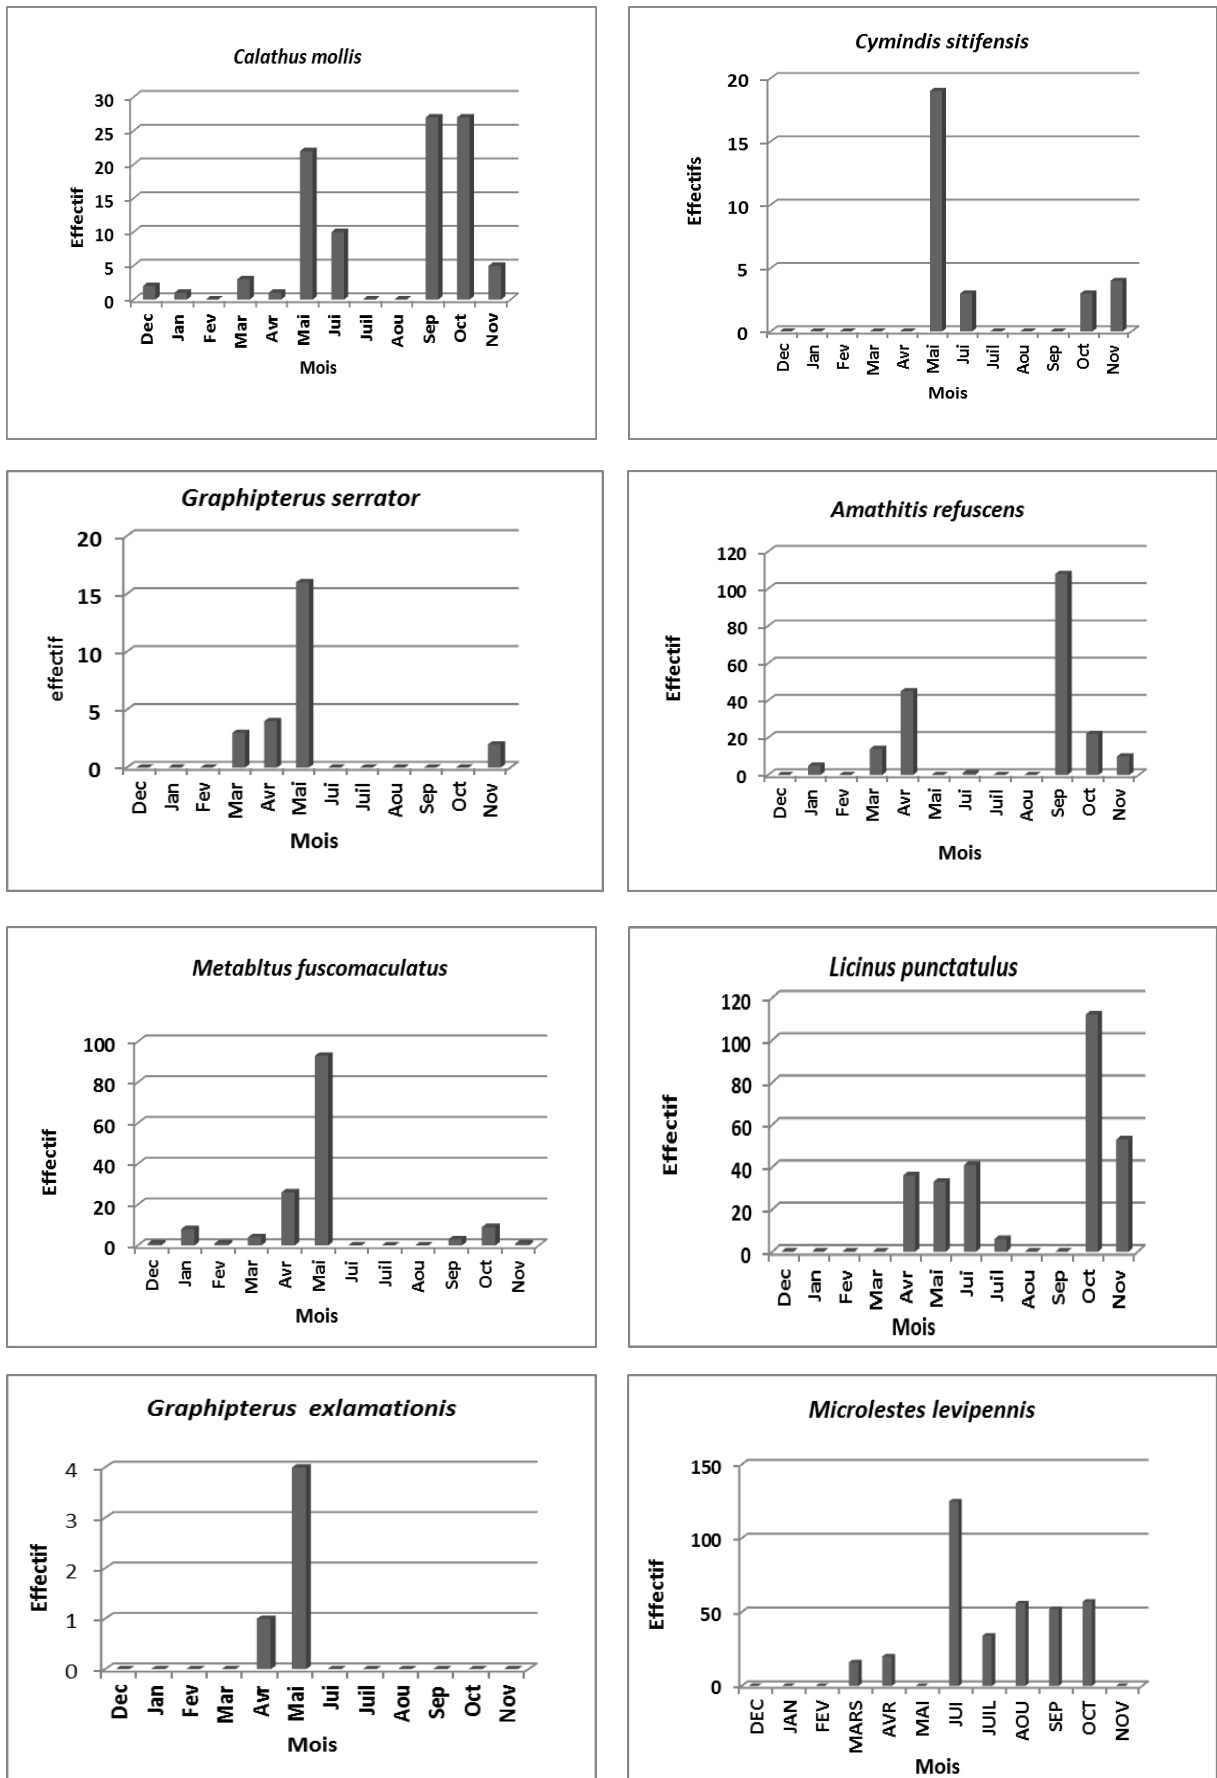 Calathus mollis
Effectif
30
25
20
15
10
5
0
Dec Jan Fev Mar Avr Mai Jui Juil Aou Sep Oct Nov
Mois
Cymindis sitifensis
Effectifs
20
15
10
5
0
Dec Jan Fev Mar Avr Mai Jui Juil Aou Sep Oct Nov
Mois
Graphipterus serrator
effectif
20
15
10
5
0
Dec Jan Fev Mar Avr Mai Jui Juil Aou Sep Oct Nov
Mois
Amathitis refuscens
Effectif
120
100
80
60
40
20
0
Dec Jan Fev Mar Avr Mai Jui Juil Aou Sep Oct Nov
Mois
Metabltus fuscomaculatus
Effectif
100
80
60
40
20
0
Dec Jan Fev Mar Avr Mai Jui Juil Aou Sep Oct Nov
Mois
Licinus punctatulus
Effectif
120
100
80
60
40
20
0
Dec Jan Fev Mar Avr Mai Jui Juil Aou Sep Oct Nov
Mois
Graphipterus exlamationis
Effectif
4
3
2
1
0
Dec Jan Fev Mar Avr Mai Jui Juil Aou Sep Oct Nov
Mois
Microlestes levipennis
Effectif
150
100
50
0
DEC JAN FEV MARS AVR MAI JUI JUIL AOU SEP OCT NOV
Mois